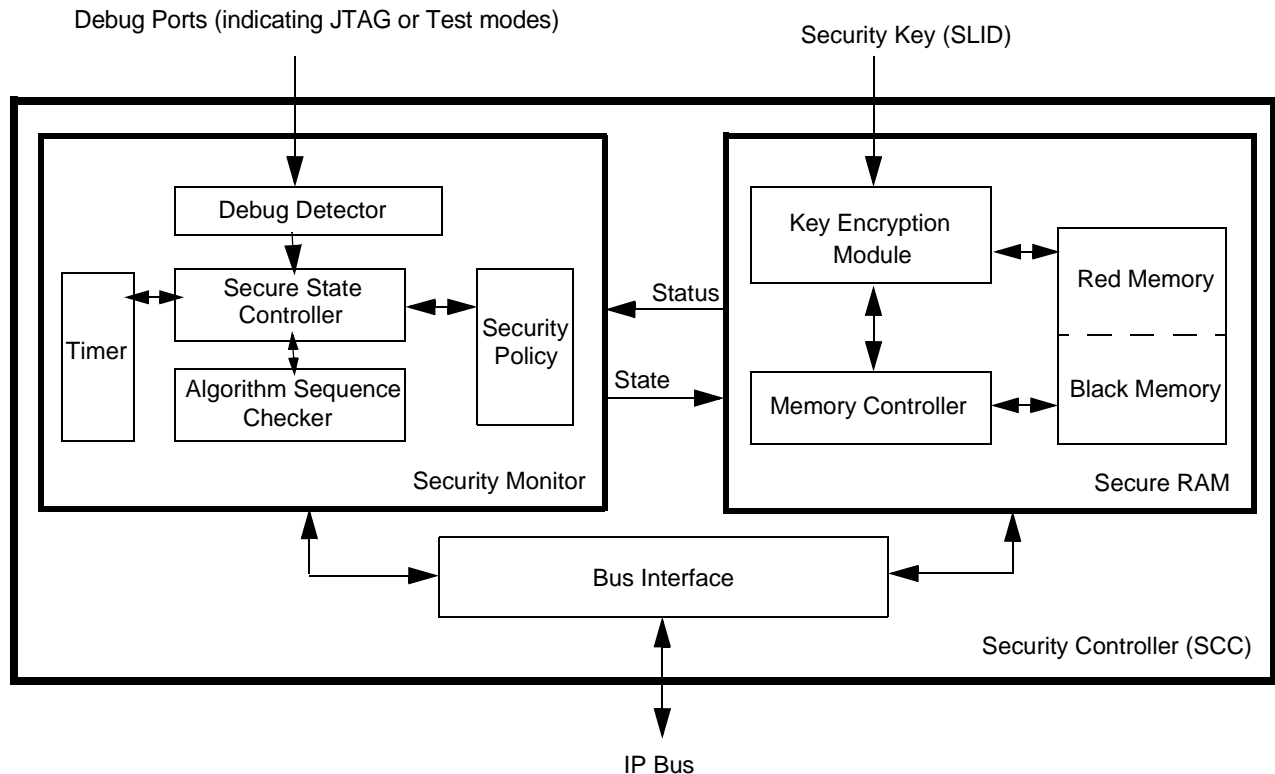 Debug Ports (indicating JTAG or Test modes)
Security Key (SLID)
Debug Detector
Secure State
Controller
Timer
Security
Policy
Algorithm Sequence
Checker
Security Monitor
Status
State
Key Encryption
Module
Red Memory
Black Memory
Memory Controller
Secure RAM
Bus Interface
Security Controller (SCC)
IP Bus